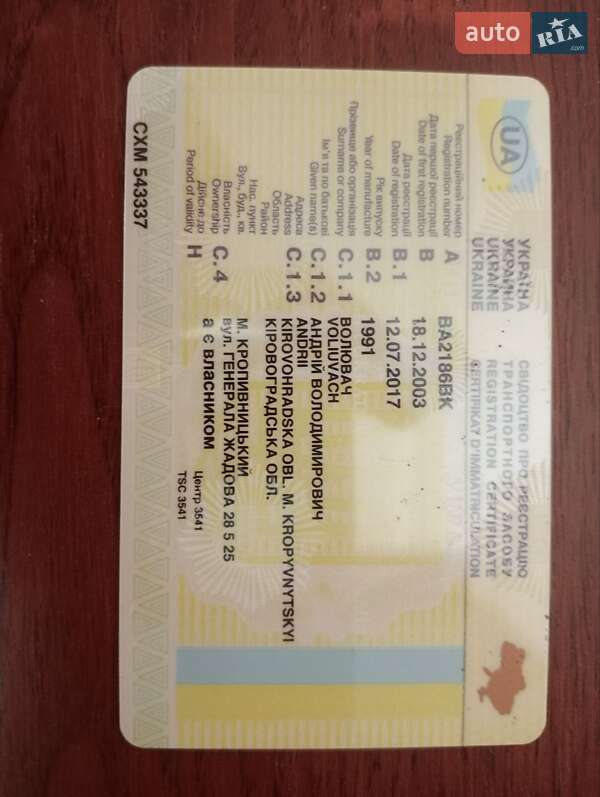 auto RIA .com
UA
УКРАЇНА
УКРАИНА
UKRAINE
UKRAINE
СВІДОЦТВО ПРО РЕЄСТРАЦІЮ
ТРАНСПОРТНОГО ЗАСОБУ
REGISTRATION CERTIFICATE
CERTIFIKAT D'IMMATRICULATION
Реєстраційний номер
Registration number A BA2186BK
Дата першої реєстрації
Date of first registration B 18.12.2003
Дата реєстрації
Date of registration B.1 12.07.2017
Рік випуску
Year of manufacture B.2 1991
Прізвище або організація
Surname or company C.1.1 ВОЛЮВАЧ
VOLIUVACH
Ім'я та по батькові
Given name(s) C.1.2 АНДРІЙ ВОЛОДИМИРОВИЧ
ANDRII
Адреса
Address C.1.3 KIROVOHRADSKA OBL. M. KROPYVNYTSKYI
Область КІРОВОГРАДСЬКА ОБЛ.
Район
Нас. пункт М. КРОПИВНИЦЬКИЙ
Вул., буд., кв. вул. ГЕНЕРАЛА ЖАДОВА 28 5 25
Власність
Ownership C.4 а є ВЛАСНИКОМ
Дійсне до
Period of validity H
Центр 3541
TSC 3541
СХМ 543337